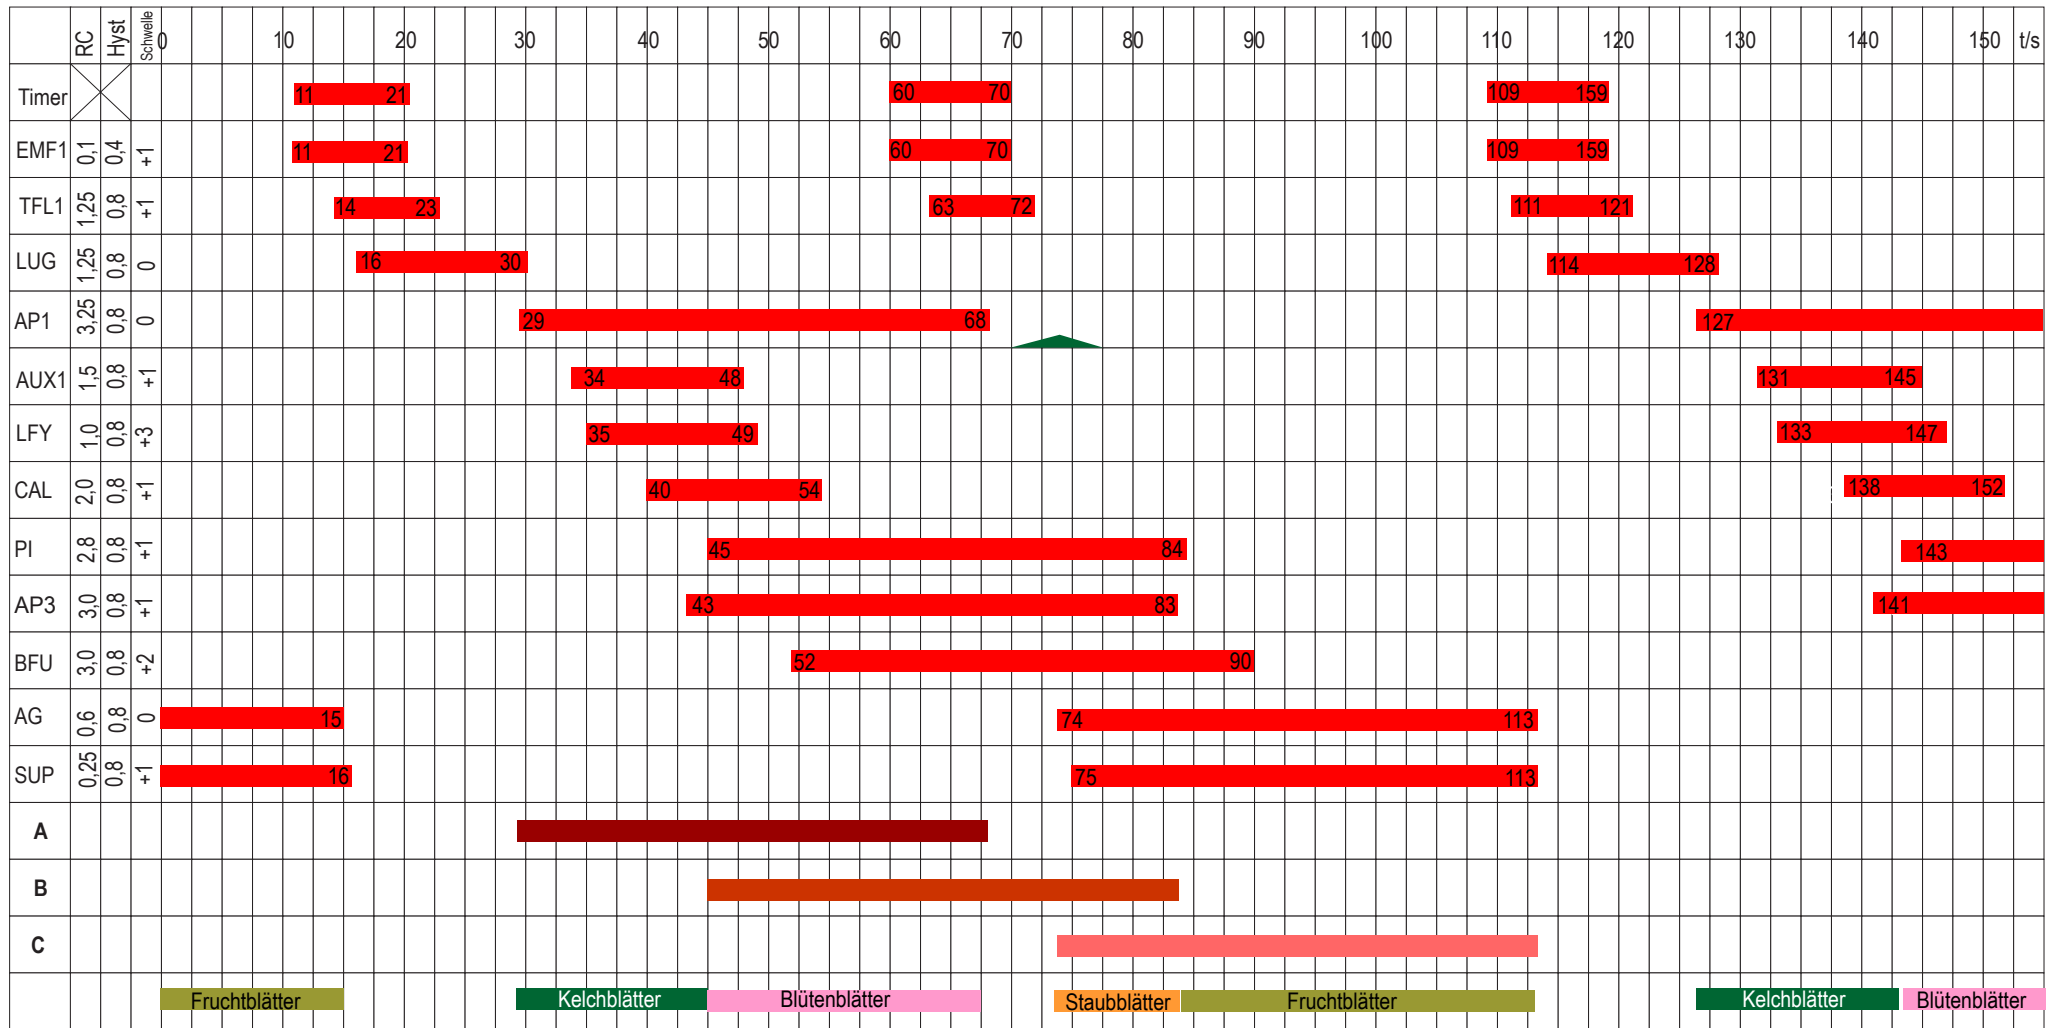 RC Hyst Schwelle 0 10 20 30 40 50 60 70 80 90 100 110 120 130 140 150 t/s
Timer 11 21 60 70 109 159
EMF1 0,1 0,4 +1 11 21 60 70 109 159
TFL1 1,25 0,8 +1 14 23 63 72 111 121
LUG 1,25 0,8 0 16 30 114 128
AP1 3,25 0,8 0 29 68 127
AUX1 1,5 0,8 +1 34 48 131 145
LFY 1,0 0,8 +3 35 49 133 147
CAL 2,0 0,8 +1 40 54 138 152
PI 2,8 0,8 +1 45 84 143
AP3 3,0 0,8 +1 43 83 141
BFU 3,0 0,8 +2 52 90
AG 0,6 0,8 0 15 74 113
SUP 0,25 0,8 +1 16 75 113
A
B
C
Fruchtblätter Kelchblätter Blütenblätter Staubblätter Fruchtblätter Kelchblätter Blütenblätter